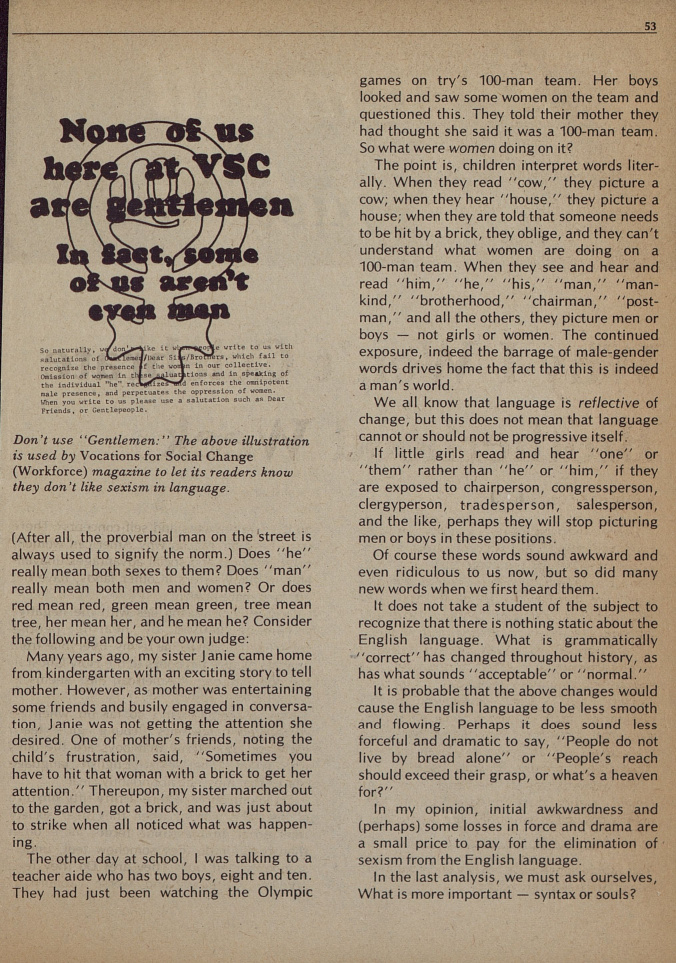 53
None of us
here at VSC
are gentlemen
In fact, some
of us aren't
even men
So naturally, we don't like it when people write to us with
salutations of Gentlemen/Dear Sirs/Brothers, which fail to
recognize the presence of the women in our collective.
Omission of women in these salutations and in speaking of
the individual "he" recognizes and enforces the omnipotent
male presence, and perpetuates the oppression of women.
When you write to us please use a salutation such as Dear
Friends, or Gentlepeople.
Don't use "Gentlemen:" The above illustration
is used by Vocations for Social Change
(Workforce) magazine to let its readers know
they don't like sexism in language.
(After all, the proverbial man on the street is
always used to signify the norm.) Does "he"
really mean both sexes to them? Does "man"
really mean both men and women? Or does
red mean red, green mean green, tree mean
tree, her mean her, and he mean he? Consider
the following and be your own judge:
Many years ago, my sister Janie came home
from kindergarten with an exciting story to tell
mother. However, as mother was entertaining
some friends and busily engaged in conversa-
tion, Janie was not getting the attention she
desired. One of mother's friends, noting the
child's frustration, said, "Sometimes you
have to hit that woman with a brick to get her
attention." Thereupon, my sister marched out
to the garden, got a brick, and was just about
to strike when all noticed what was happen-
ing.
The other day at school, I was talking to a
teacher aide who has two boys, eight and ten.
They had just been watching the Olympic
games on try's 100-man team. Her boys
looked and saw some women on the team and
questioned this. They told their mother they
had thought she said it was a 100-man team.
So what were women doing on it?
The point is, children interpret words liter-
ally. When they read "cow," they picture a
cow; when they hear "house," they picture a
house; when they are told that someone needs
to be hit by a brick, they oblige, and they can't
understand what women are doing on a
100-man team. When they see and hear and
read "him," "he," "his," "man," "man-
kind," "brotherhood," "chairman," "post-
man," and all the others, they picture men or
boys — not girls or women. The continued
exposure, indeed the barrage of male-gender
words drives home the fact that this is indeed
a man's world.
We all know that language is reflective of
change, but this does not mean that language
cannot or should not be progressive itself.
If little girls read and hear "one" or
"them" rather than "he" or "him," if they
are exposed to chairperson, congressperson,
clergyperson, tradesperson, salesperson,
and the like, perhaps they will stop picturing
men or boys in these positions.
Of course these words sound awkward and
even ridiculous to us now, but so did many
new words when we first heard them.
It does not take a student of the subject to
recognize that there is nothing static about the
English language. What is grammatically
"correct" has changed throughout history, as
has what sounds "acceptable" or "normal."
It is probable that the above changes would
cause the English language to be less smooth
and flowing. Perhaps it does sound less
forceful and dramatic to say, "People do not
live by bread alone" or "People's reach
should exceed their grasp, or what's a heaven
for?"
In my opinion, initial awkwardness and
(perhaps) some losses in force and drama are
a small price to pay for the elimination of
sexism from the English language.
In the last analysis, we must ask ourselves,
What is more important — syntax or souls?